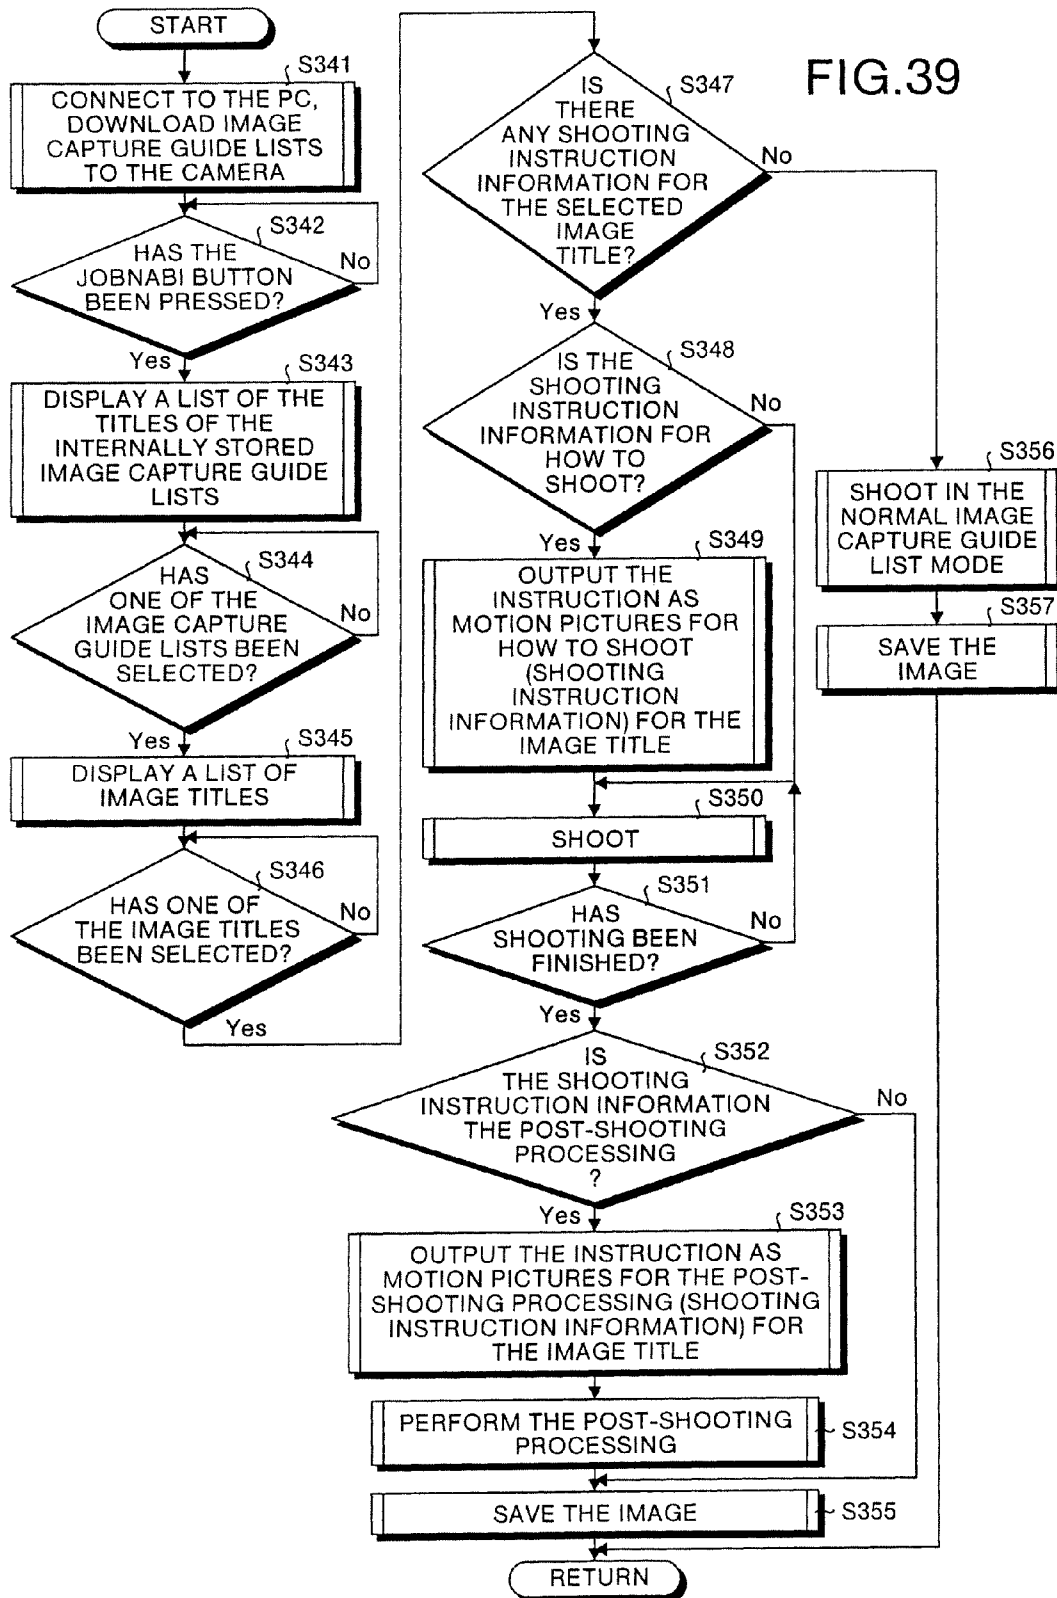 FIG.39
START
S341
CONNECT TO THE PC,
DOWNLOAD IMAGE
CAPTURE GUIDE LISTS
TO THE CAMERA
S342
HAS THE
JOBNABI BUTTON
BEEN PRESSED?
No
Yes
S343
DISPLAY A LIST OF THE
TITLES OF THE
INTERNALLY STORED
IMAGE CAPTURE GUIDE
LISTS
S344
HAS
ONE OF THE
IMAGE CAPTURE
GUIDE LISTS BEEN
SELECTED?
No
Yes
S345
DISPLAY A LIST OF
IMAGE TITLES
S346
HAS ONE OF
THE IMAGE TITLES
BEEN SELECTED?
No
Yes
S347
IS
THERE
ANY SHOOTING
INSTRUCTION
INFORMATION FOR
THE SELECTED
IMAGE
TITLE?
No
Yes
S348
IS THE
SHOOTING
INSTRUCTION
INFORMATION FOR
HOW TO
SHOOT?
No
Yes
S349
OUTPUT THE
INSTRUCTION AS
MOTION PICTURES FOR
HOW TO SHOOT
(SHOOTING
INSTRUCTION
INFORMATION) FOR THE
IMAGE TITLE
S350
SHOOT
S351
HAS
SHOOTING BEEN
FINISHED?
No
Yes
S352
IS
THE SHOOTING
INSTRUCTION INFORMATION
THE POST-SHOOTING
PROCESSING
?
No
Yes
S353
OUTPUT THE INSTRUCTION AS
MOTION PICTURES FOR THE POST-
SHOOTING PROCESSING (SHOOTING
INSTRUCTION INFORMATION) FOR
THE IMAGE TITLE
PERFORM THE POST-SHOOTING
PROCESSING
S354
SAVE THE IMAGE
S355
S356
SHOOT IN THE
NORMAL IMAGE
CAPTURE GUIDE
LIST MODE
S357
SAVE THE
IMAGE
RETURN